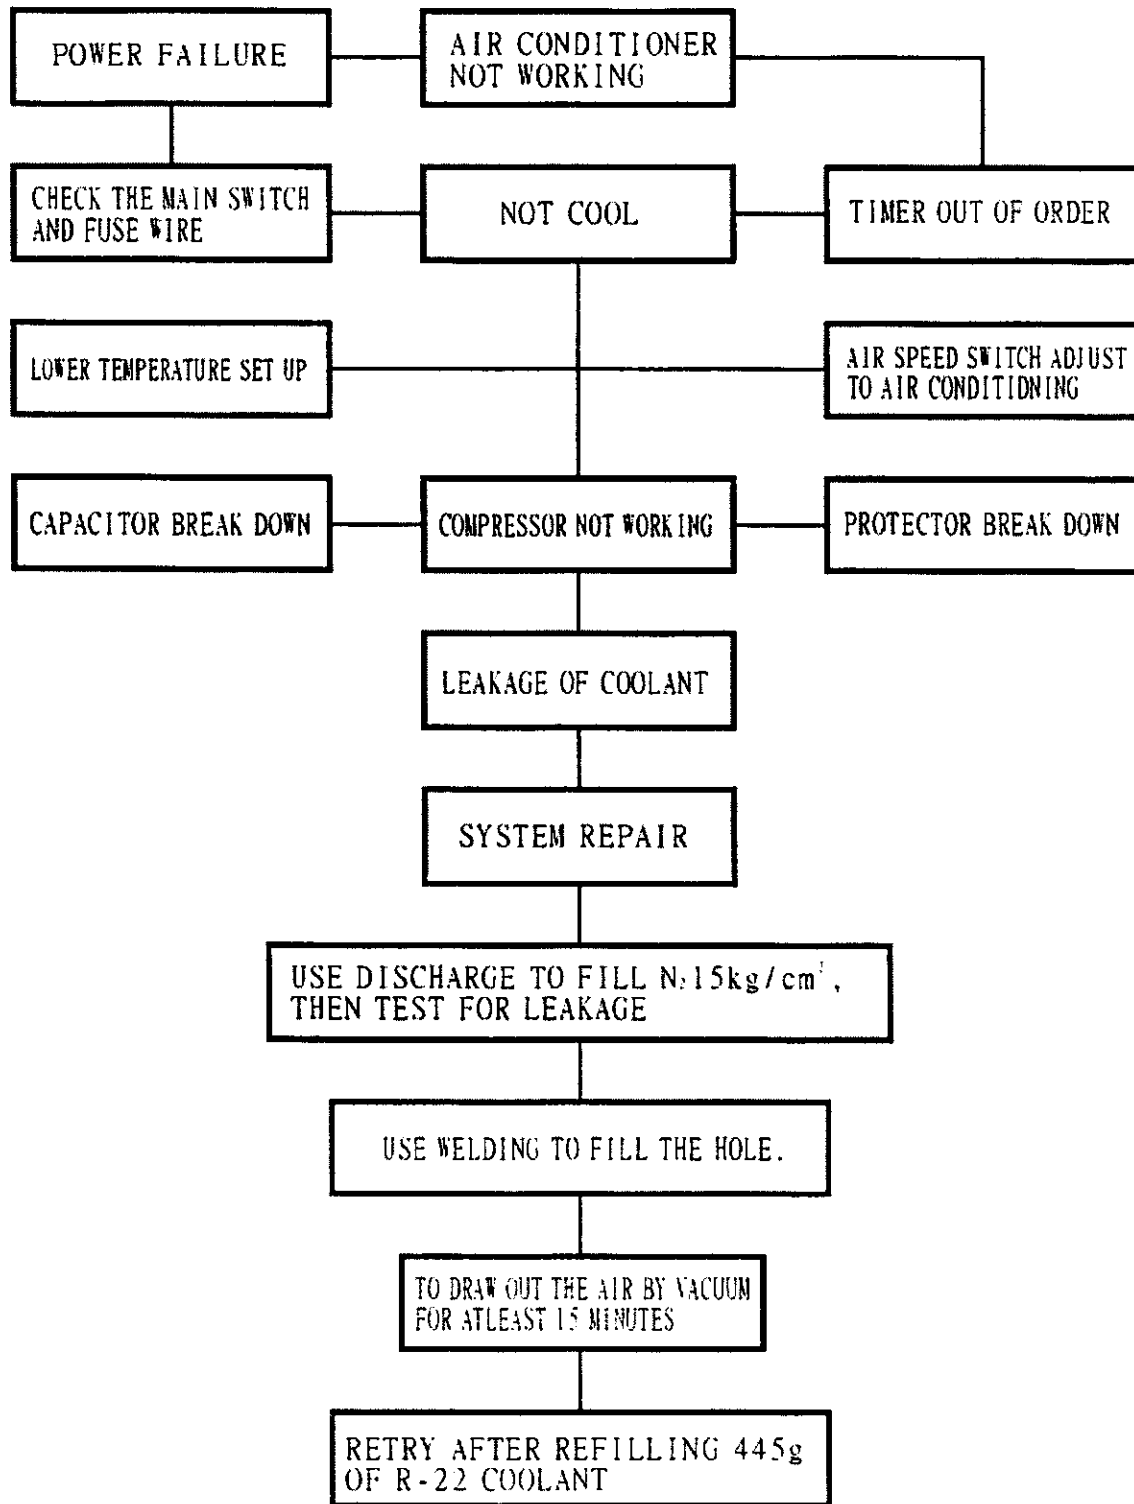 POWER FAILURE
AIR CONDITIONER
NOT WORKING
CHECK THE MAIN SWITCH
AND FUSE WIRE
NOT COOL
TIMER OUT OF ORDER
LOWER TEMPERATURE SET UP
AIR SPEED SWITCH ADJUST
TO AIR CONDITIDNING
CAPACITOR BREAK DOWN
COMPRESSOR NOT WORKING
PROTECTOR BREAK DOWN
LEAKAGE OF COOLANT
SYSTEM REPAIR
USE DISCHARGE TO FILL N₂15kg/cm²,
THEN TEST FOR LEAKAGE
USE WELDING TO FILL THE HOLE.
TO DRAW OUT THE AIR BY VACUUM
FOR ATLEAST 15 MINUTES
RETRY AFTER REFILLING 445g
OF R-22 COOLANT